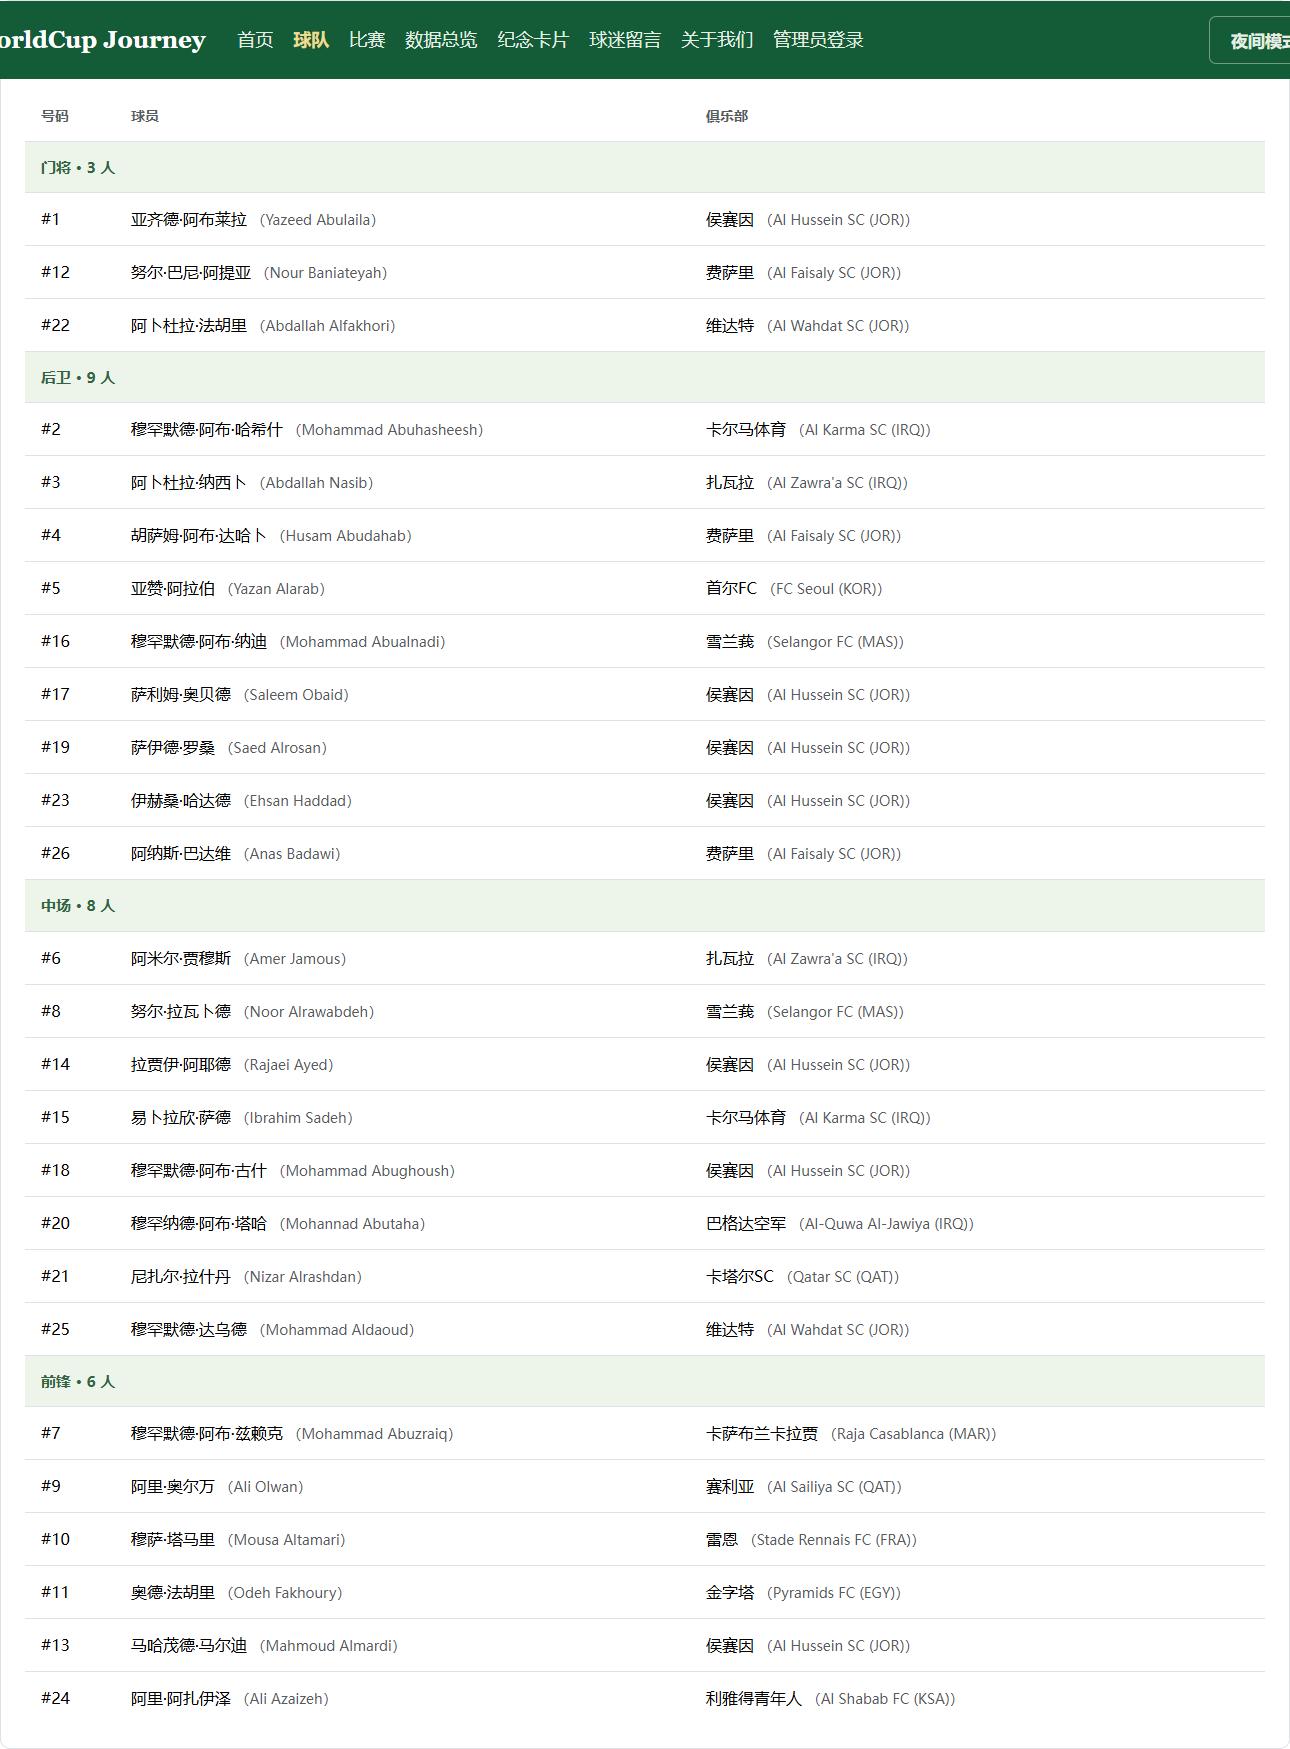 orldCup Journey 首页 球队 比赛 数据总览 纪念卡片 球迷留言 关于我们 管理员登录 夜间模式
号码 球员 俱乐部
门将 • 3 人
#1 亚齐德·阿布莱拉 (Yazeed Abulaila) 侯赛因 (Al Hussein SC (JOR))
#12 努尔·巴尼·阿提亚 (Nour Baniateyah) 费萨里 (Al Faisaly SC (JOR))
#22 阿卜杜拉·法胡里 (Abdallah Alfakhori) 维达特 (Al Wahdat SC (JOR))
后卫 • 9 人
#2 穆罕默德·阿布·哈希什 (Mohammad Abuhasheesh) 卡尔马体育 (Al Karma SC (IRQ))
#3 阿卜杜拉·纳西卜 (Abdallah Nasib) 扎瓦拉 (Al Zawra'a SC (IRQ))
#4 胡萨姆·阿布·达哈卜 (Husam Abudahab) 费萨里 (Al Faisaly SC (JOR))
#5 亚赞·阿拉伯 (Yazan Alarab) 首尔FC (FC Seoul (KOR))
#16 穆罕默德·阿布·纳迪 (Mohammad Abualnadi) 雪兰莪 (Selangor FC (MAS))
#17 萨利姆·奥贝德 (Saleem Obaid) 侯赛因 (Al Hussein SC (JOR))
#19 萨伊德·罗桑 (Saed Alrosan) 侯赛因 (Al Hussein SC (JOR))
#23 伊赫桑·哈达德 (Ehsan Haddad) 侯赛因 (Al Hussein SC (JOR))
#26 阿纳斯·巴达维 (Anas Badawi) 费萨里 (Al Faisaly SC (JOR))
中场 • 8 人
#6 阿米尔·贾穆斯 (Amer Jamous) 扎瓦拉 (Al Zawra'a SC (IRQ))
#8 努尔·拉瓦卜德 (Noor Alrawabdeh) 雪兰莪 (Selangor FC (MAS))
#14 拉贾伊·阿耶德 (Rajaei Ayed) 侯赛因 (Al Hussein SC (JOR))
#15 易卜拉欣·萨德 (Ibrahim Sadeh) 卡尔马体育 (Al Karma SC (IRQ))
#18 穆罕默德·阿布·古什 (Mohammad Abughoush) 侯赛因 (Al Hussein SC (JOR))
#20 穆罕纳德·阿布·塔哈 (Mohannad Abutaha) 巴格达空军 (Al-Quwa Al-Jawiya (IRQ))
#21 尼扎尔·拉什丹 (Nizar Alrashdan) 卡塔尔SC (Qatar SC (QAT))
#25 穆罕默德·达乌德 (Mohammad Aldaoud) 维达特 (Al Wahdat SC (JOR))
前锋 • 6 人
#7 穆罕默德·阿布·兹赖克 (Mohammad Abuzraiq) 卡萨布兰卡拉贾 (Raja Casablanca (MAR))
#9 阿里·奥尔万 (Ali Olwan) 赛利亚 (Al Sailiya SC (QAT))
#10 穆萨·塔马里 (Mousa Altamari) 雷恩 (Stade Rennais FC (FRA))
#11 奥德·法胡里 (Odeh Fakhoury) 金字塔 (Pyramids FC (EGY))
#13 马哈茂德·马尔迪 (Mahmoud Almardi) 侯赛因 (Al Hussein SC (JOR))
#24 阿里·阿扎伊泽 (Ali Azaizeh) 利雅得青年人 (Al Shabab FC (KSA))